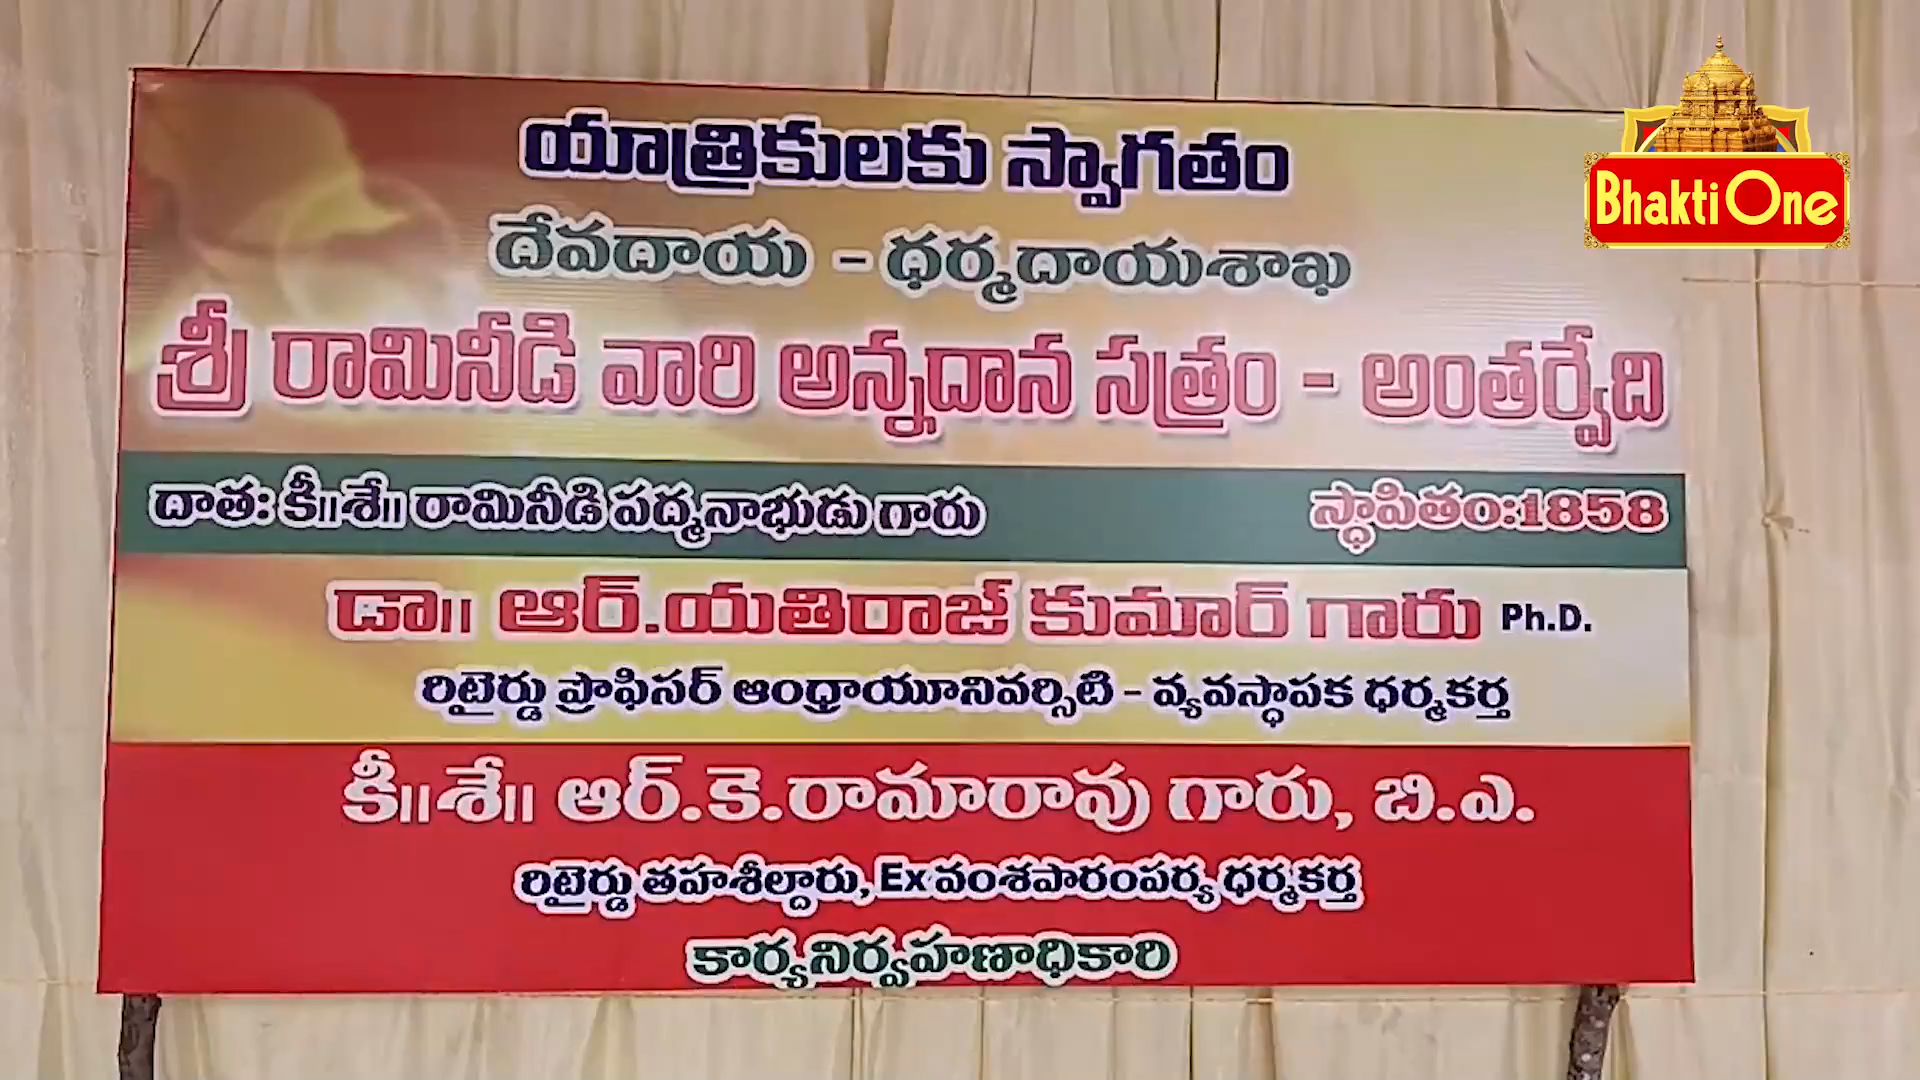 Bhakti One
యాత్రికులకు స్వాగతం
దేవదాయ - ధర్మదాయశాఖ
శ్రీ రామినీడి వారి అన్నదాన సత్రం - అంతర్వేది
దాత: కీ॥శే॥ రామినీడి పద్మనాభుడు గారు స్థాపితం:1858
డా॥ ఆర్.యతిరాజ్ కుమార్ గారు Ph.D.
రిటైర్డు ప్రొఫిసర్ ఆంధ్రాయూనివర్సిటి - వ్యవస్థాపక ధర్మకర్త
కీ॥శే॥ ఆర్.కె.రామారావు గారు, బి.ఎ.
రిటైర్డు తహశీల్దారు, Ex వంశపారంపర్య ధర్మకర్త
కార్యనిర్వహణాధికారి